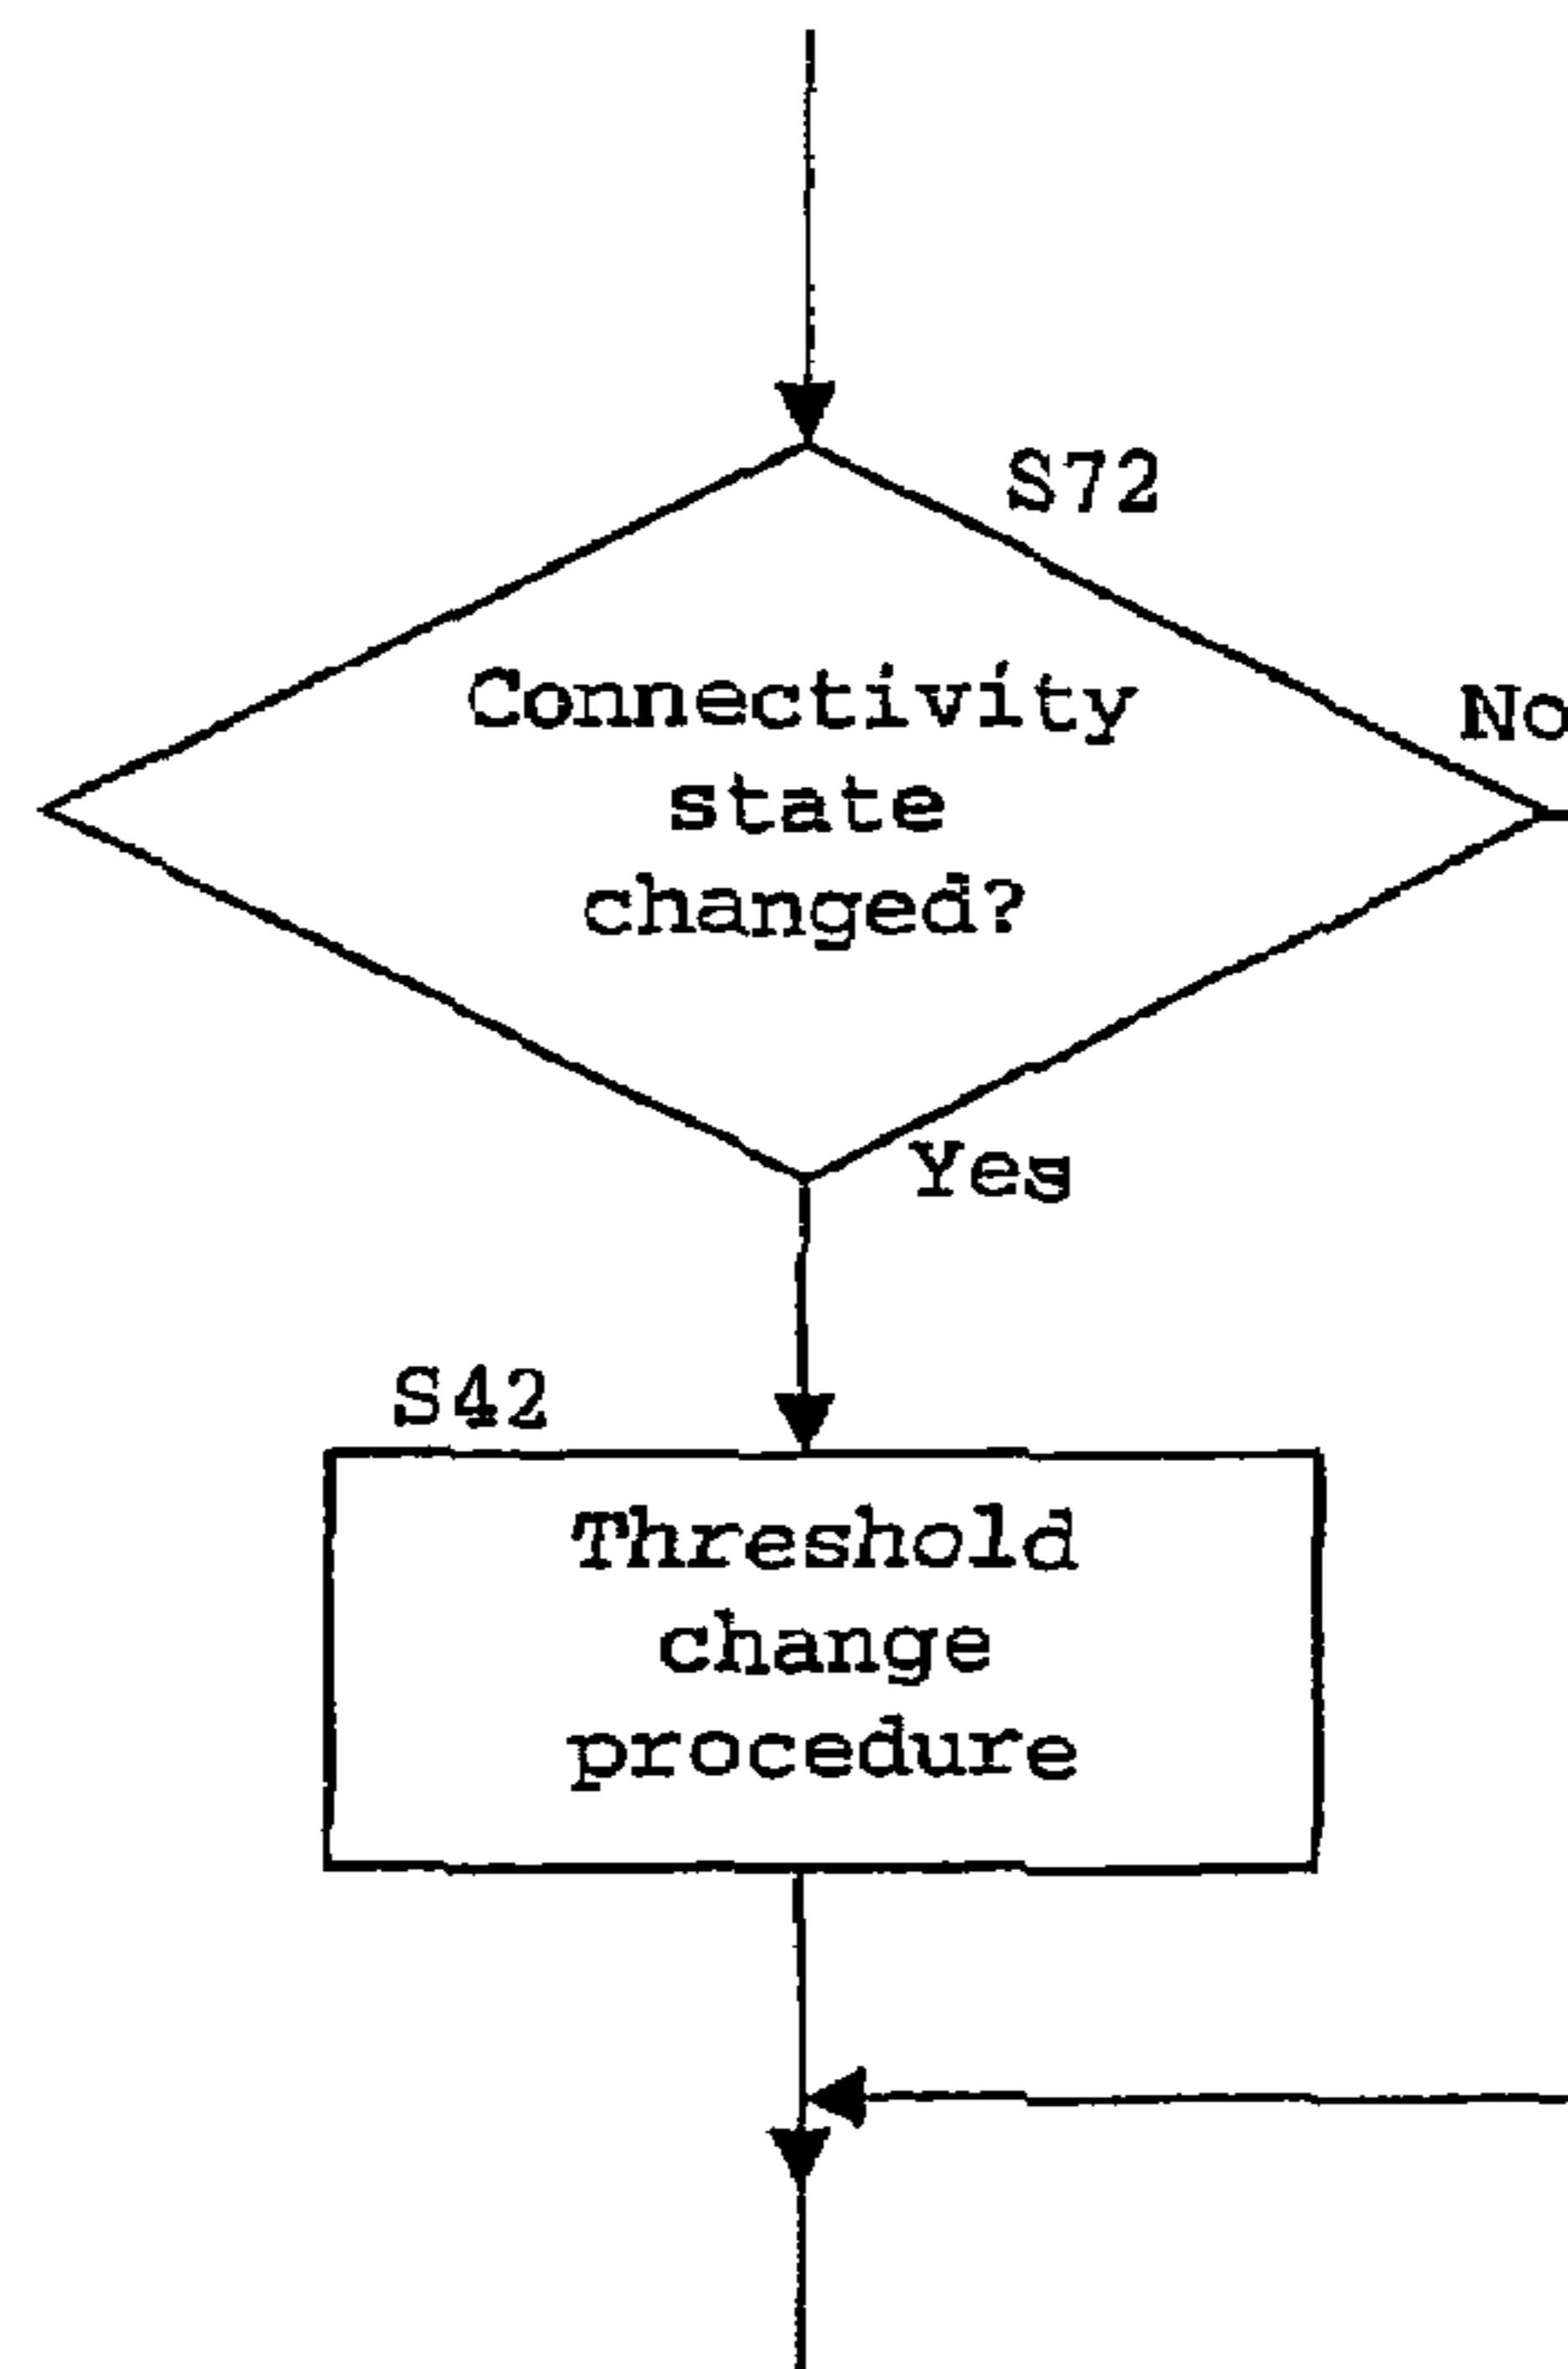 S72
Connectivity
No
state
changed?
Yes
S42
Threshold
change
procedure